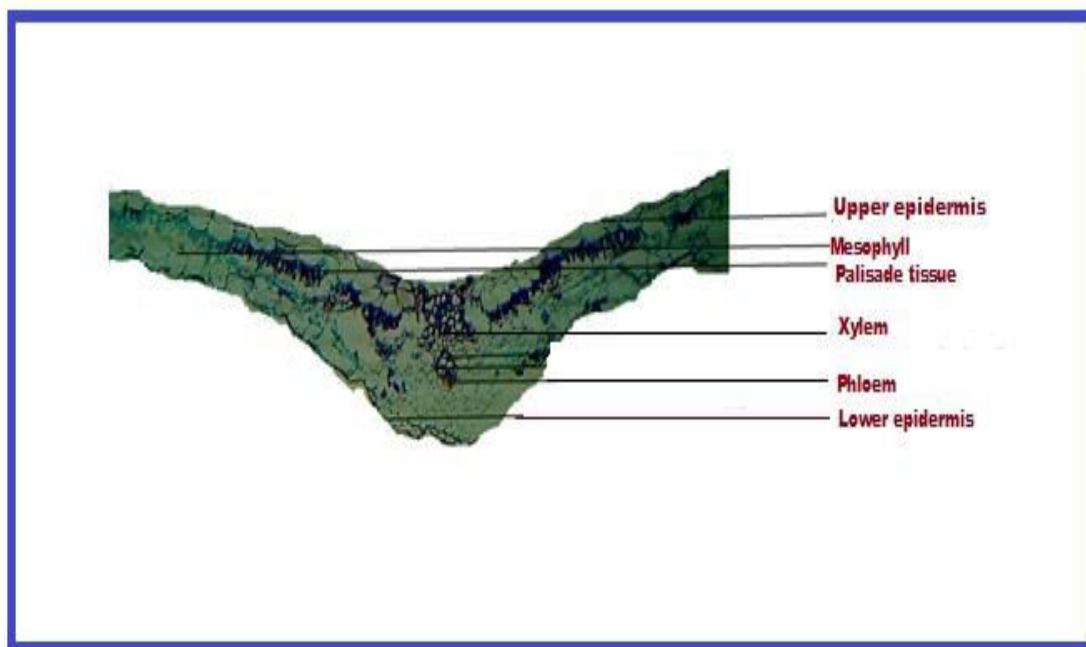 Upper epidermis
Mesophyll
Palisade tissue
Xylem
Phloem
Lower epidermis